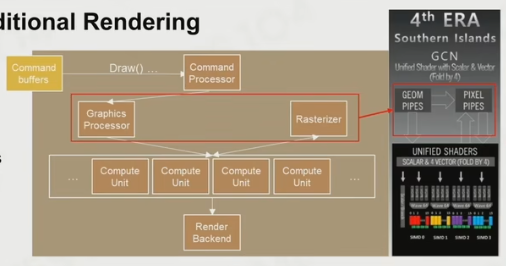 ditional Rendering
Command
buffers
Draw() ...
Command
Processor
Graphics
Processor
Rasterizer
s
...
Compute
Unit
Compute
Unit
Compute
Unit
Compute
Unit
...
Render
Backend
4th ERA
Southern Islands
GCN
Unified Shader with Scalar & Vector
(Fold by 4)
GEOM
PIPES
PIXEL
PIPES
UNIFIED SHADERS
SCALAR & 4 VECTOR (FOLD BY 4)
SIMD 0
SIMD 1
SIMD 2
SIMD 3